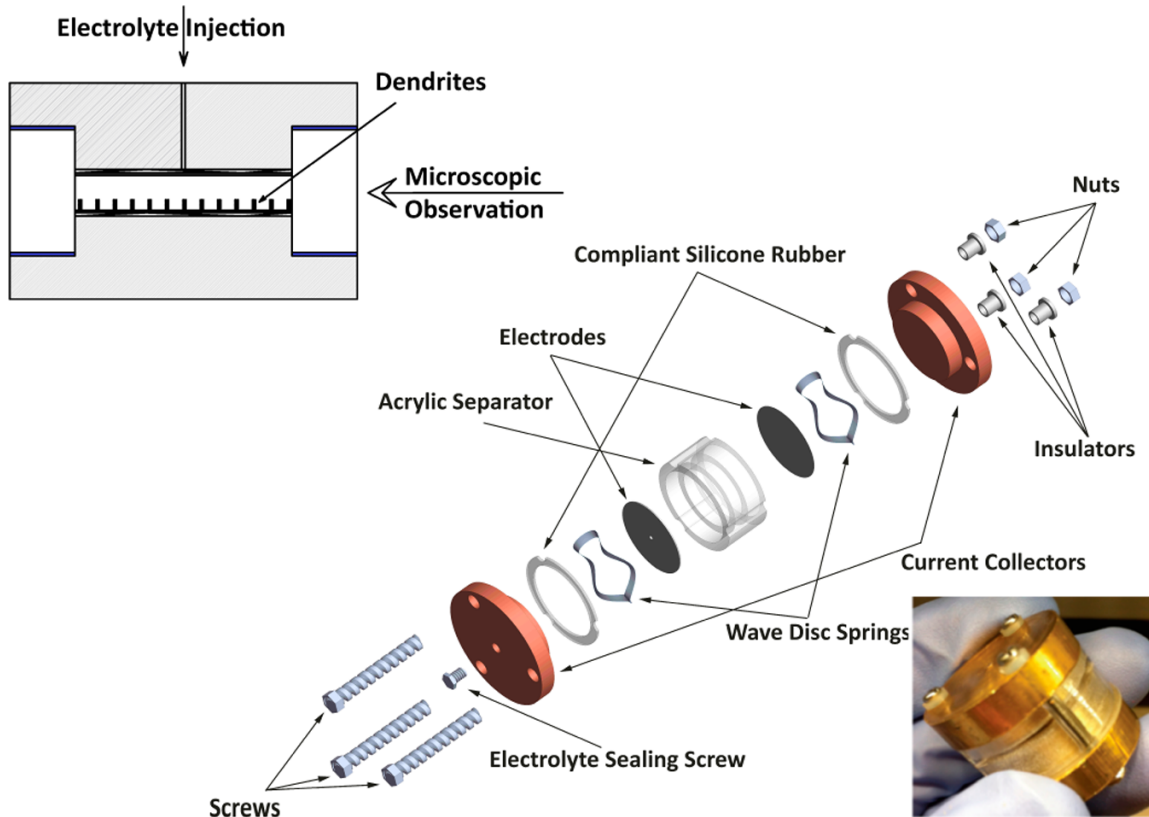 Electrolyte Injection
Dendrites
Microscopic
Observation
Nuts
Compliant Silicone Rubber
Electrodes
Acrylic Separator
Insulators
Current Collectors
Wave Disc Springs
Electrolyte Sealing Screw
Screws